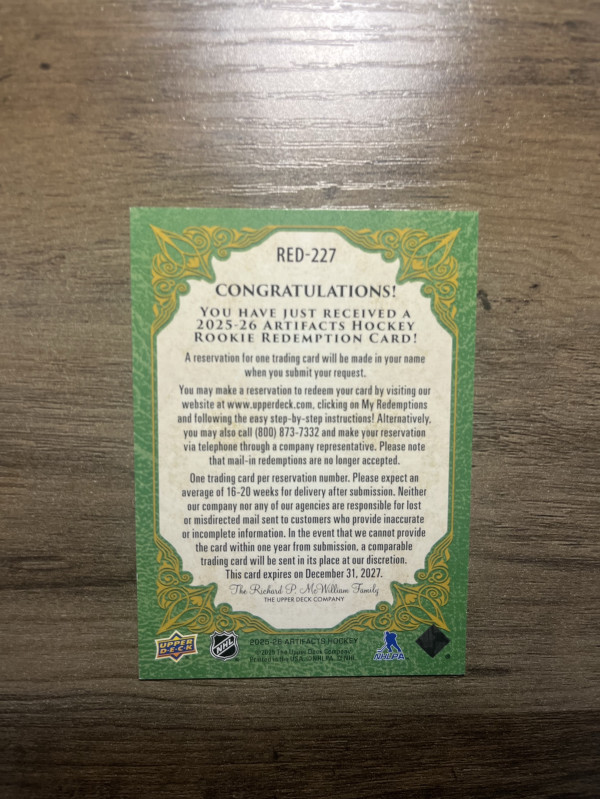 RED-227
CONGRATULATIONS!
YOU HAVE JUST RECEIVED A
2025-26 ARTIFACTS HOCKEY
ROOKIE REDEMPTION CARD!
A reservation for one trading card will be made in your name
when you submit your request.
You may make a reservation to redeem your card by visiting our
website at www.upperdeck.com, clicking on My Redemptions
and following the easy step-by-step instructions! Alternatively,
you may also call (800) 873-7332 and make your reservation
via telephone through a company representative. Please note
that mail-in redemptions are no longer accepted.
One trading card per reservation number. Please expect an
average of 16-20 weeks for delivery after submission. Neither
our company nor any of our agencies are responsible for lost
or misdirected mail sent to customers who provide inaccurate
or incomplete information. In the event that we cannot provide
the card within one year from submission, a comparable
trading card will be sent in its place at our discretion.
This card expires on December 31, 2027.
The Richard P. McWilliam Family
THE UPPER DECK COMPANY
UPPER DECK
NHL
2025-26 ARTIFACTS HOCKEY
The Upper Deck Company
Printed in the USA
NHLPA